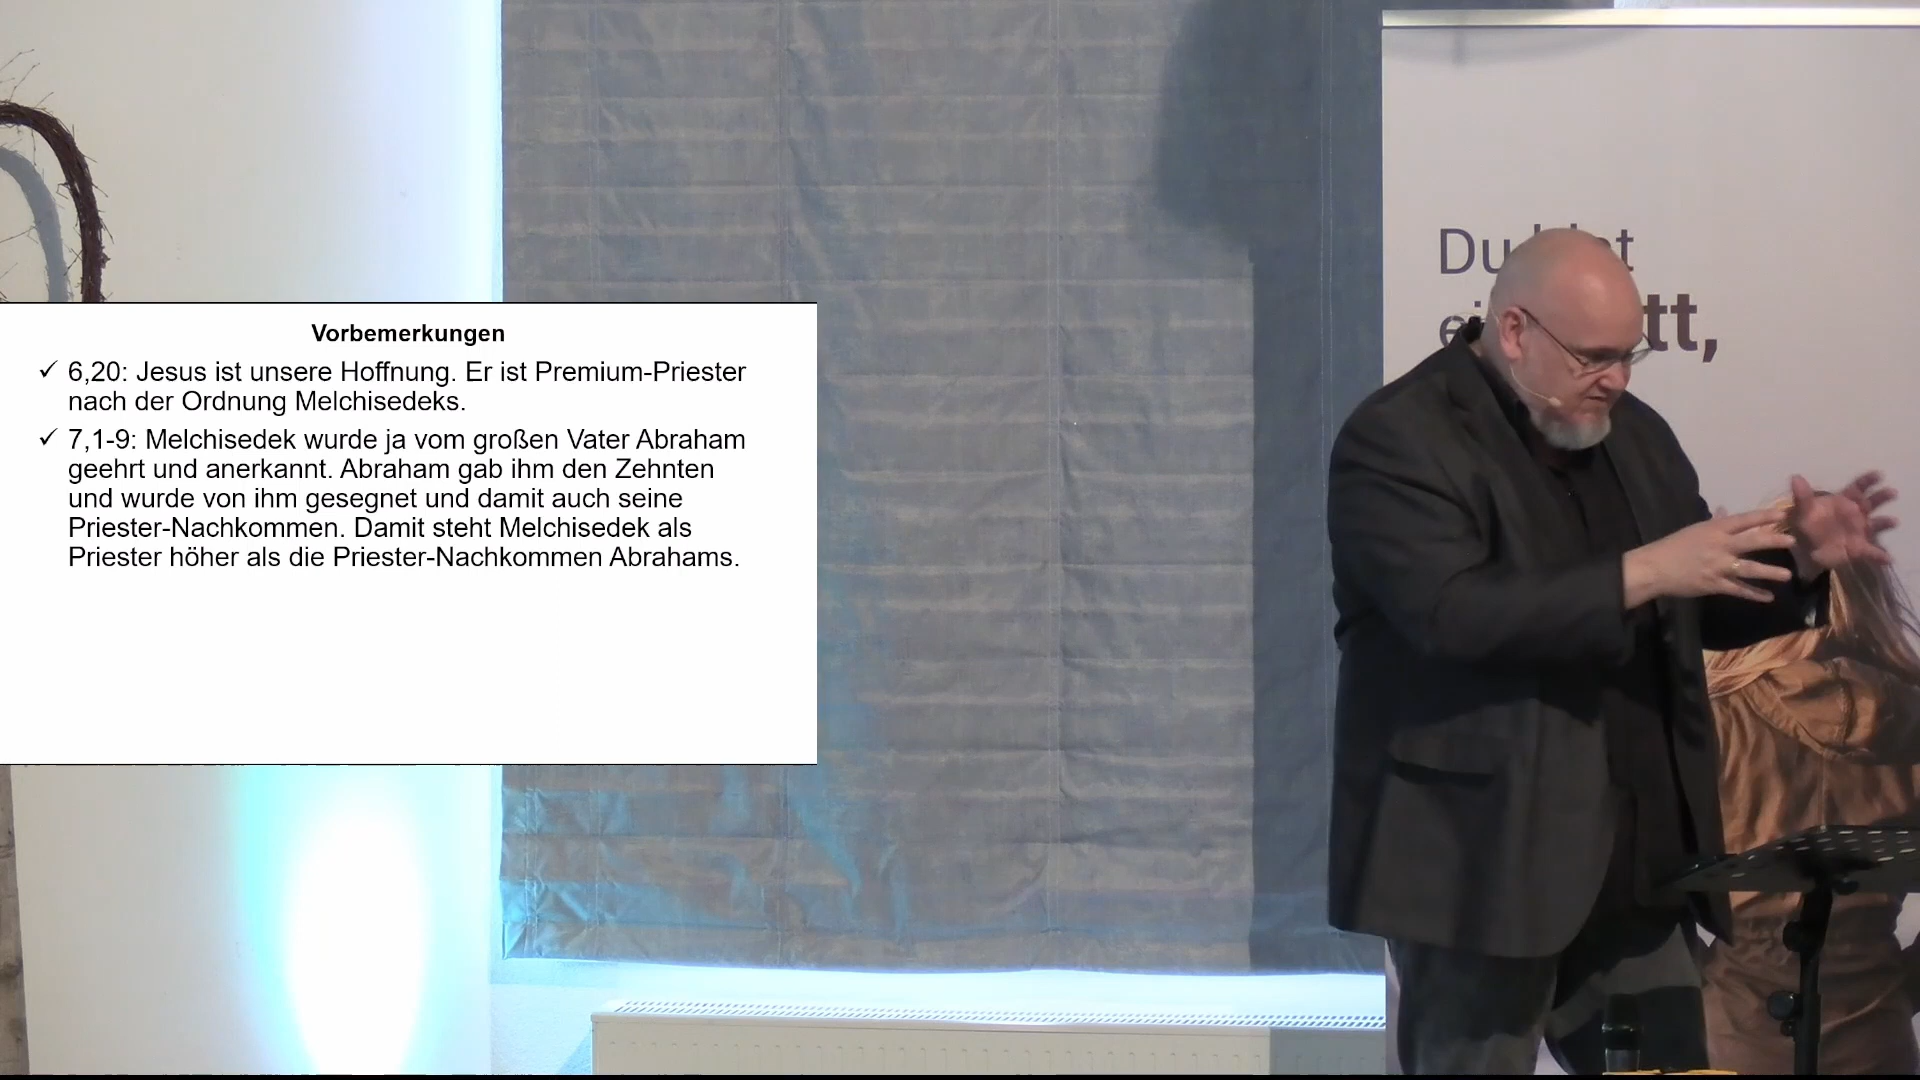 Vorbemerkungen
✓ 6,20: Jesus ist unsere Hoffnung. Er ist Premium-Priester
nach der Ordnung Melchisedeks.
✓ 7,1-9: Melchisedek wurde ja vom großen Vater Abraham
geehrt und anerkannt. Abraham gab ihm den Zehnten
und wurde von ihm gesegnet und damit auch seine
Priester-Nachkommen. Damit steht Melchisedek als
Priester höher als die Priester-Nachkommen Abrahams.
Du